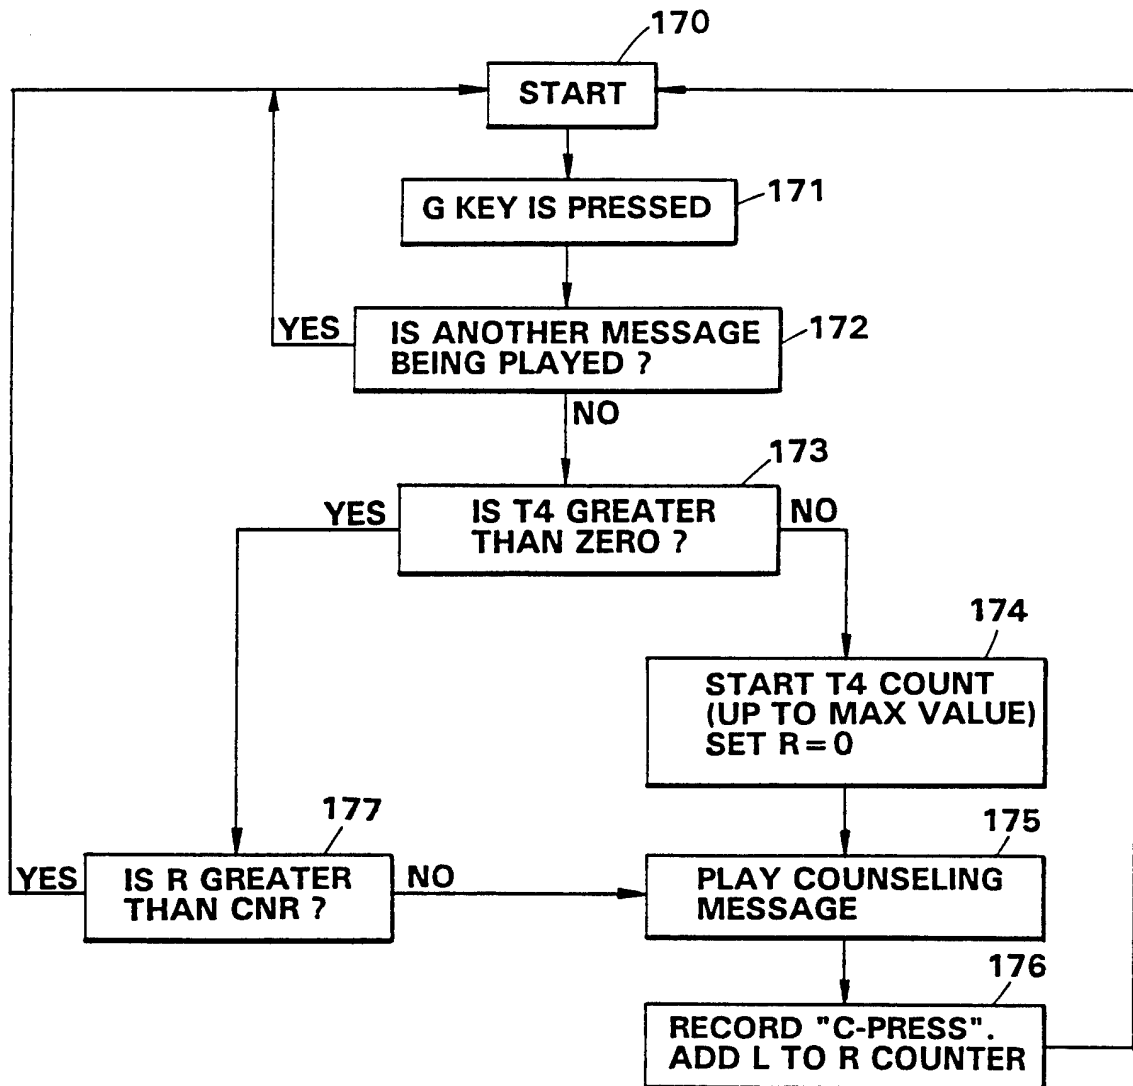 170
START
G KEY IS PRESSED
171
YES
IS ANOTHER MESSAGE
BEING PLAYED ?
172
NO
173
YES
IS T4 GREATER
THAN ZERO ?
NO
174
START T4 COUNT
(UP TO MAX VALUE)
SET R=0
177
175
YES
IS R GREATER
THAN CNR ?
NO
PLAY COUNSELING
MESSAGE
176
RECORD "C-PRESS".
ADD L TO R COUNTER